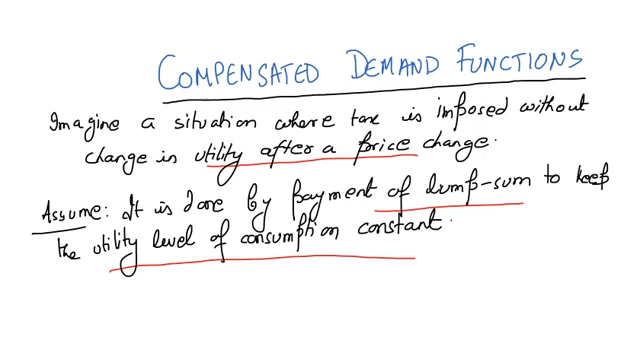 COMPENSATED DEMAND FUNCTIONS
Imagine a situation where tax is imposed without
change in utility after a price change.
Assume: It is done by payment of lump-sum to keep
the utility level of consumption constant.